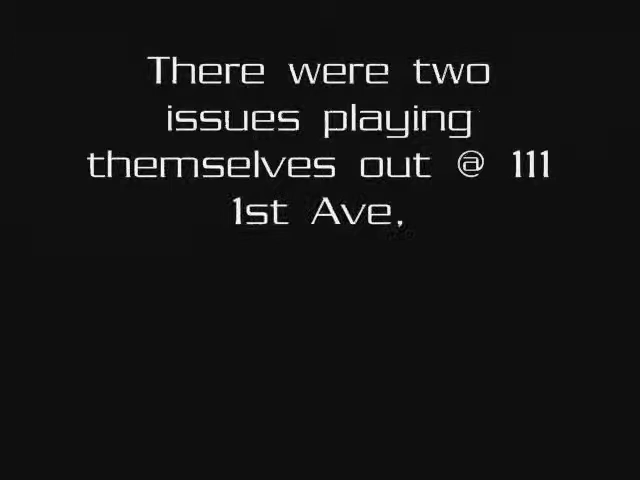 There were two
issues playing
themselves out @ 111
1st Ave,